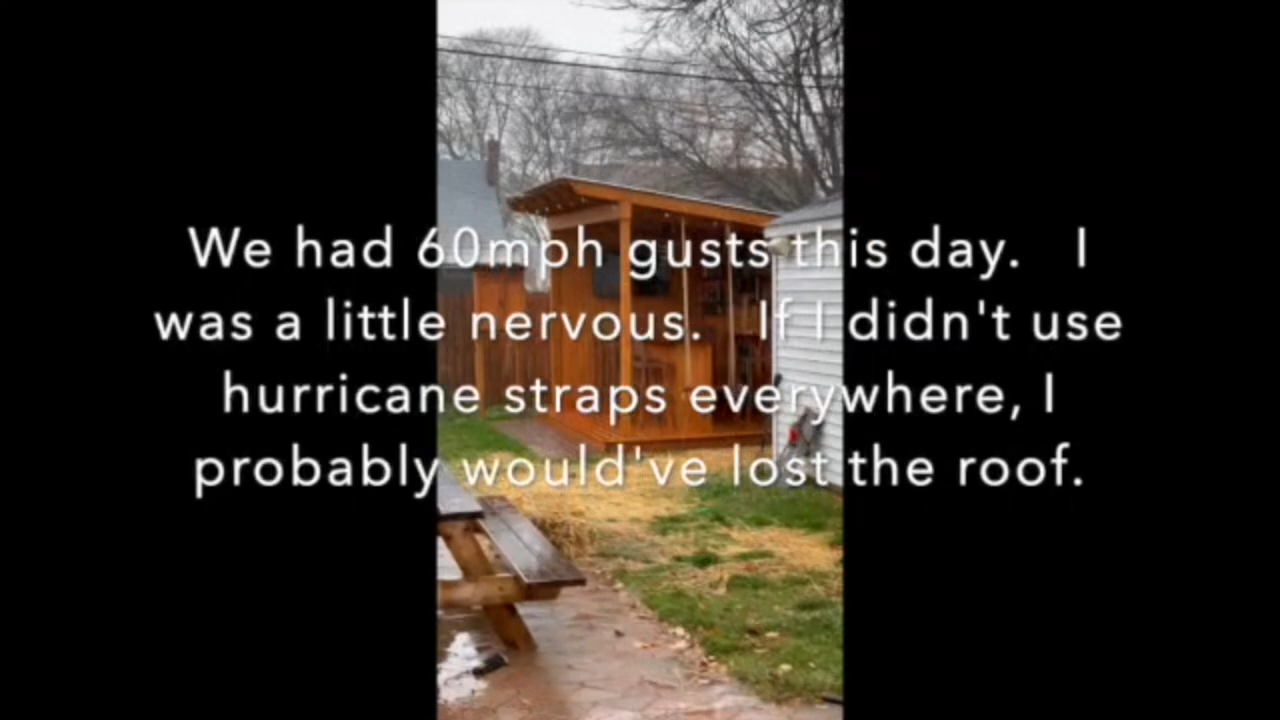 We had 60mph gusts this day.   I
was a little nervous.   If I didn't use
hurricane straps everywhere, I
probably would've lost the roof.